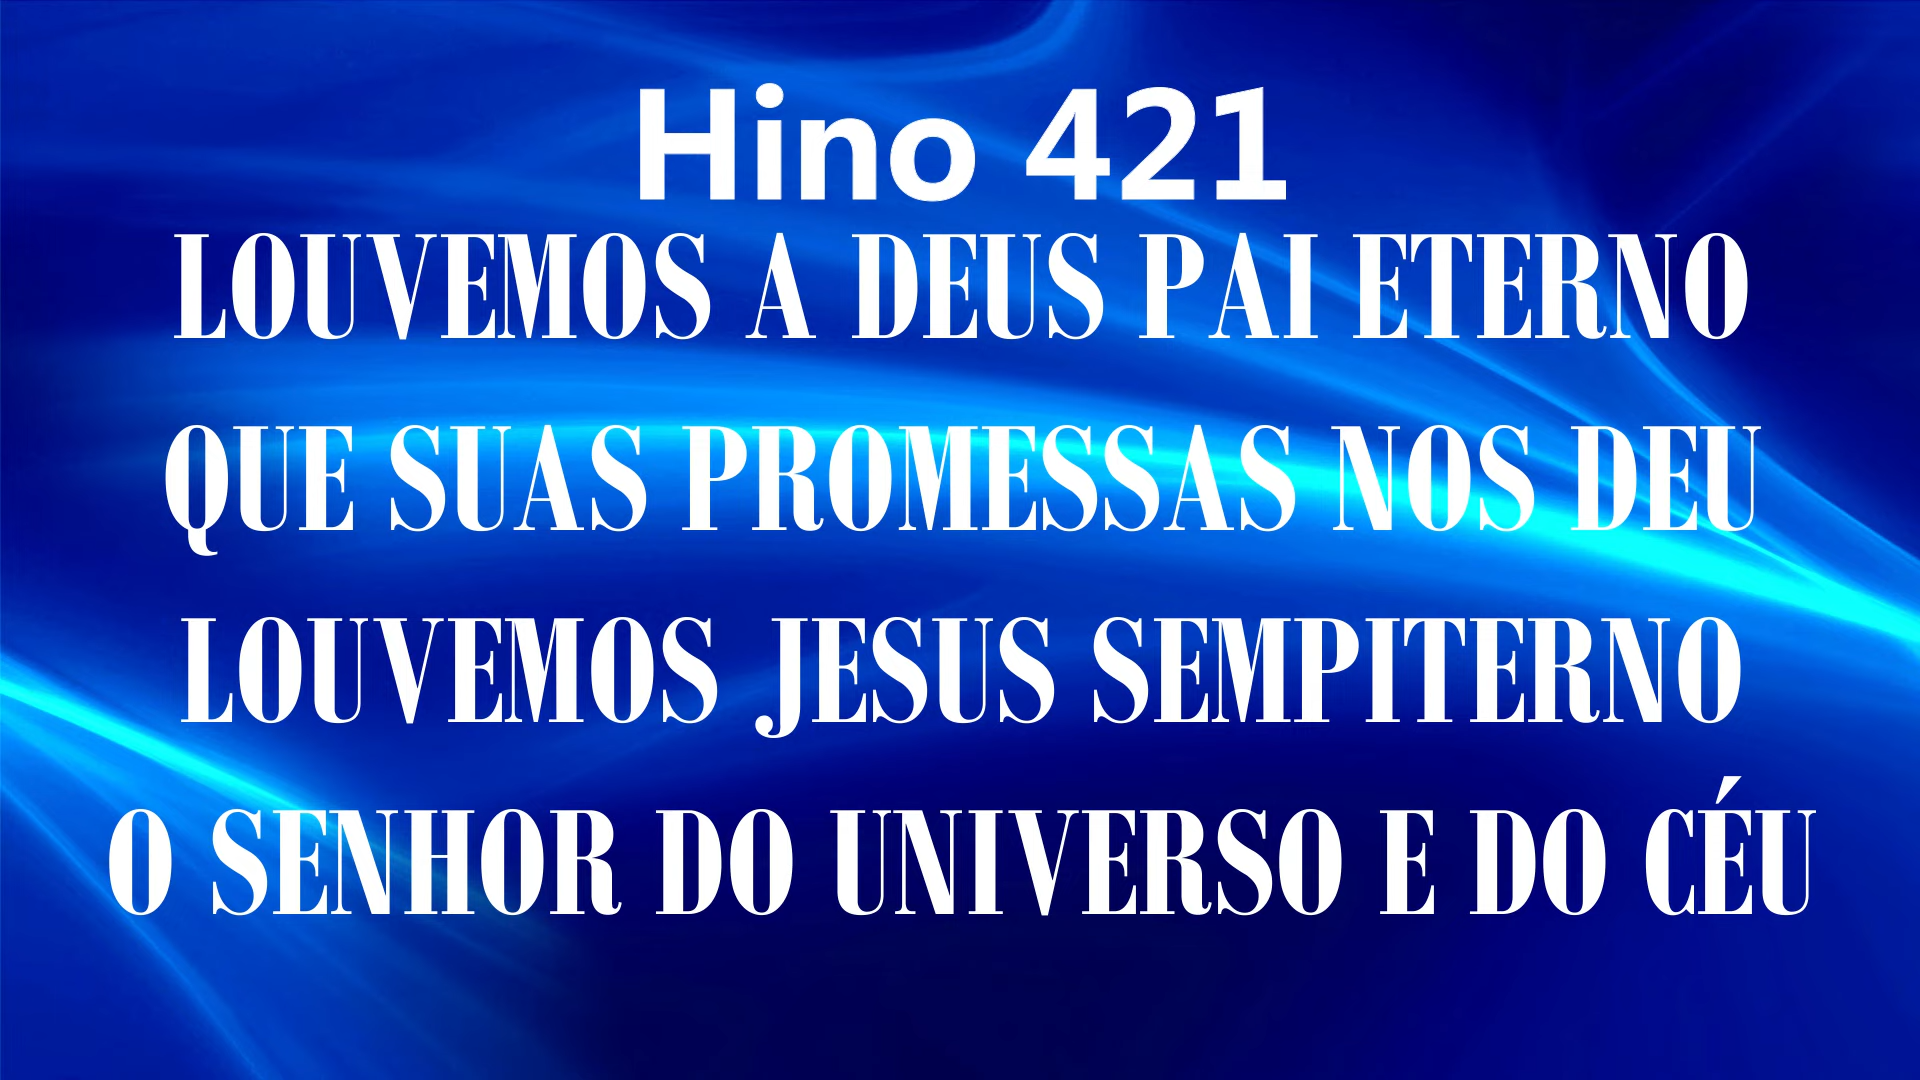 Hino 421
LOUVEMOS A DEUS PAI ETERNO
QUE SUAS PROMESSAS NOS DEU
LOUVEMOS JESUS SEMPITERNO
O SENHOR DO UNIVERSO E DO CÉU